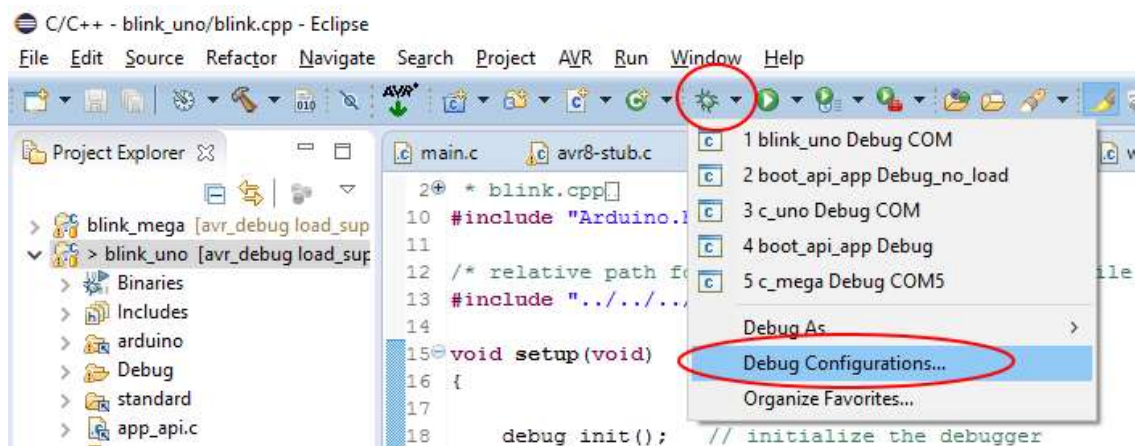 C/C++ - blink_uno/blink.cpp - Eclipse
File Edit Source Refactor Navigate Search Project AVR Run Window Help
010 AVR
Project Explorer
blink_mega [avr_debug load_sup
> blink_uno [avr_debug load_sup
Binaries
Includes
arduino
Debug
standard
app_api.c
main.c avr8-stub.c
2 * blink.cpp
10 #include "Arduino.
11
12 /* relative path fo
13 #include "../../../
14
15 void setup(void)
16 {
17
18 debug_init(); // initialize the debugger
1 blink_uno Debug COM
2 boot_api_app Debug_no_load
3 c_uno Debug COM
4 boot_api_app Debug
5 c_mega Debug COM5
Debug As
Debug Configurations...
Organize Favorites...
ile